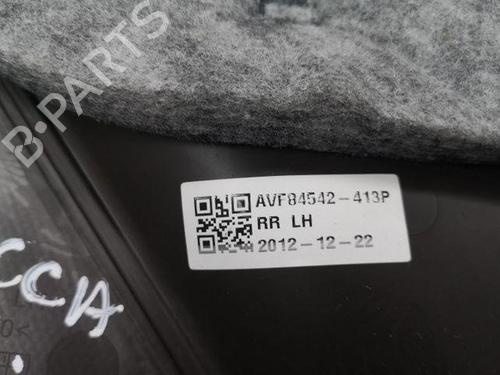 B-PARTS
AVF84542-413P
RR LH
2012-12-22
CCIA